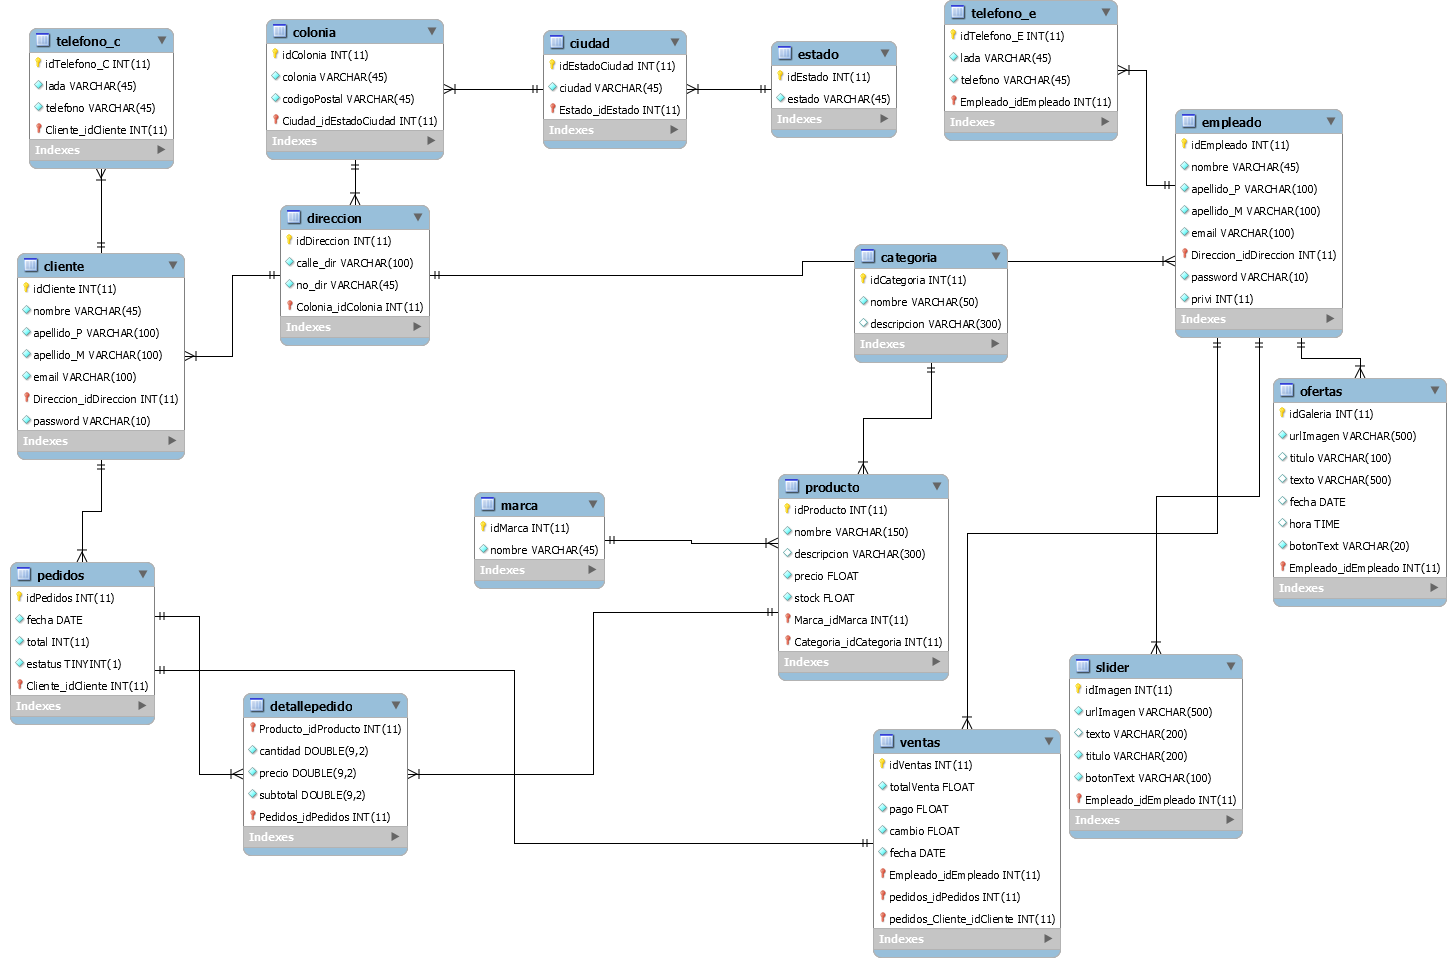 telefono_c
idTelefono_C INT(11)
lada VARCHAR(45)
telefono VARCHAR(45)
Cliente_idCliente INT(11)
Indexes
colonia
idColonia INT(11)
colonia VARCHAR(45)
codigoPostal VARCHAR(45)
Ciudad_idEstadoCiudad INT(11)
Indexes
ciudad
idEstadoCiudad INT(11)
ciudad VARCHAR(45)
Estado_idEstado INT(11)
Indexes
estado
idEstado INT(11)
estado VARCHAR(45)
Indexes
telefono_e
idTelefono_E INT(11)
lada VARCHAR(45)
telefono VARCHAR(45)
Empleado_idEmpleado INT(11)
Indexes
empleado
idEmpleado INT(11)
nombre VARCHAR(45)
apellido_P VARCHAR(100)
apellido_M VARCHAR(100)
email VARCHAR(100)
Direccion_idDireccion INT(11)
password VARCHAR(10)
privi INT(11)
Indexes
direccion
idDireccion INT(11)
calle_dir VARCHAR(100)
no_dir VARCHAR(45)
Colonia_idColonia INT(11)
Indexes
cliente
idCliente INT(11)
nombre VARCHAR(45)
apellido_P VARCHAR(100)
apellido_M VARCHAR(100)
email VARCHAR(100)
Direccion_idDireccion INT(11)
password VARCHAR(10)
Indexes
categoria
idCategoria INT(11)
nombre VARCHAR(50)
descripcion VARCHAR(300)
Indexes
ofertas
idGaleria INT(11)
urlImagen VARCHAR(500)
titulo VARCHAR(100)
texto VARCHAR(500)
fecha DATE
hora TIME
botonText VARCHAR(20)
Empleado_idEmpleado INT(11)
Indexes
marca
idMarca INT(11)
nombre VARCHAR(45)
Indexes
producto
idProducto INT(11)
nombre VARCHAR(150)
descripcion VARCHAR(300)
precio FLOAT
stock FLOAT
Marca_idMarca INT(11)
Categoria_idCategoria INT(11)
Indexes
pedidos
idPedidos INT(11)
fecha DATE
total INT(11)
estatus TINYINT(1)
Cliente_idCliente INT(11)
Indexes
detallepedido
Producto_idProducto INT(11)
cantidad DOUBLE(9,2)
precio DOUBLE(9,2)
subtotal DOUBLE(9,2)
Pedidos_idPedidos INT(11)
Indexes
slider
idImagen INT(11)
urlImagen VARCHAR(500)
texto VARCHAR(200)
titulo VARCHAR(200)
botonText VARCHAR(100)
Empleado_idEmpleado INT(11)
Indexes
ventas
idVentas INT(11)
totalVenta FLOAT
pago FLOAT
cambio FLOAT
fecha DATE
Empleado_idEmpleado INT(11)
pedidos_idPedidos INT(11)
pedidos_Cliente_idCliente INT(11)
Indexes